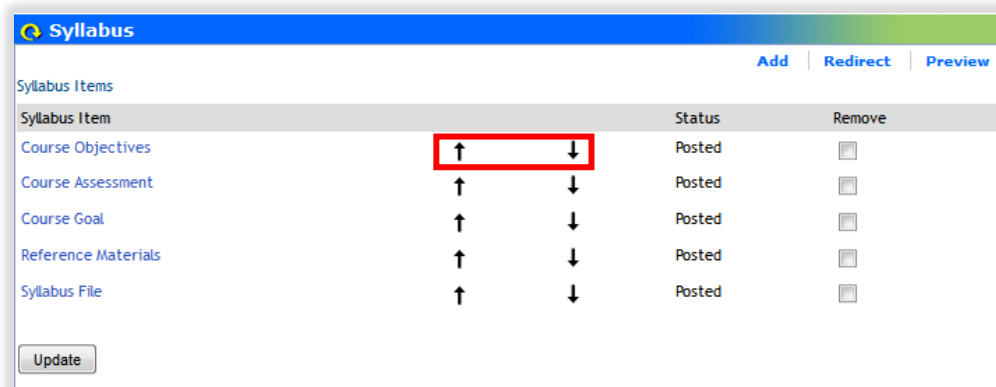 Syllabus
Add Redirect Preview
Syllabus Items
Syllabus Item Status Remove
Course Objectives ↑ ↓ Posted
Course Assessment ↑ ↓ Posted
Course Goal ↑ ↓ Posted
Reference Materials ↑ ↓ Posted
Syllabus File ↑ ↓ Posted
Update